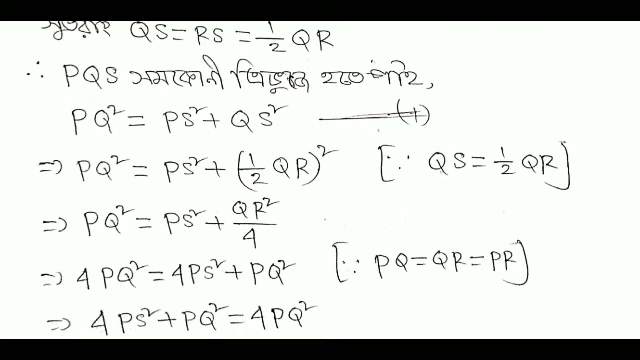 সুতরাং QS = RS = 1/2 QR
∴ PQS সমকোনী ত্রিভুজ হতে পাই,
PQ² = PS² + QS² ——— (1)
⇒ PQ² = PS² + (1/2 QR)² [∵ QS = 1/2 QR]
⇒ PQ² = PS² + QR²/4
⇒ 4PQ² = 4PS² + PQ² [∵ PQ = QR = PR]
⇒ 4PS² + PQ² = 4PQ²